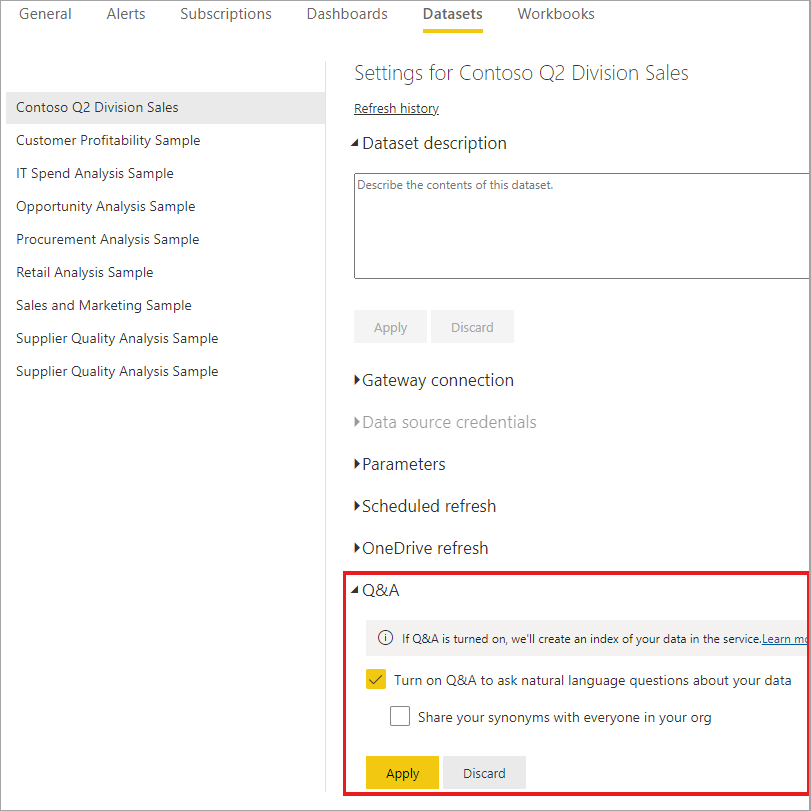 General Alerts Subscriptions Dashboards Datasets Workbooks
Contoso Q2 Division Sales
Customer Profitability Sample
IT Spend Analysis Sample
Opportunity Analysis Sample
Procurement Analysis Sample
Retail Analysis Sample
Sales and Marketing Sample
Supplier Quality Analysis Sample
Supplier Quality Analysis Sample
Settings for Contoso Q2 Division Sales
Refresh history
Dataset description
Describe the contents of this dataset.
Apply Discard
Gateway connection
Data source credentials
Parameters
Scheduled refresh
OneDrive refresh
Q&A
If Q&A is turned on, we'll create an index of your data in the service. Learn mo
Turn on Q&A to ask natural language questions about your data
Share your synonyms with everyone in your org
Apply Discard